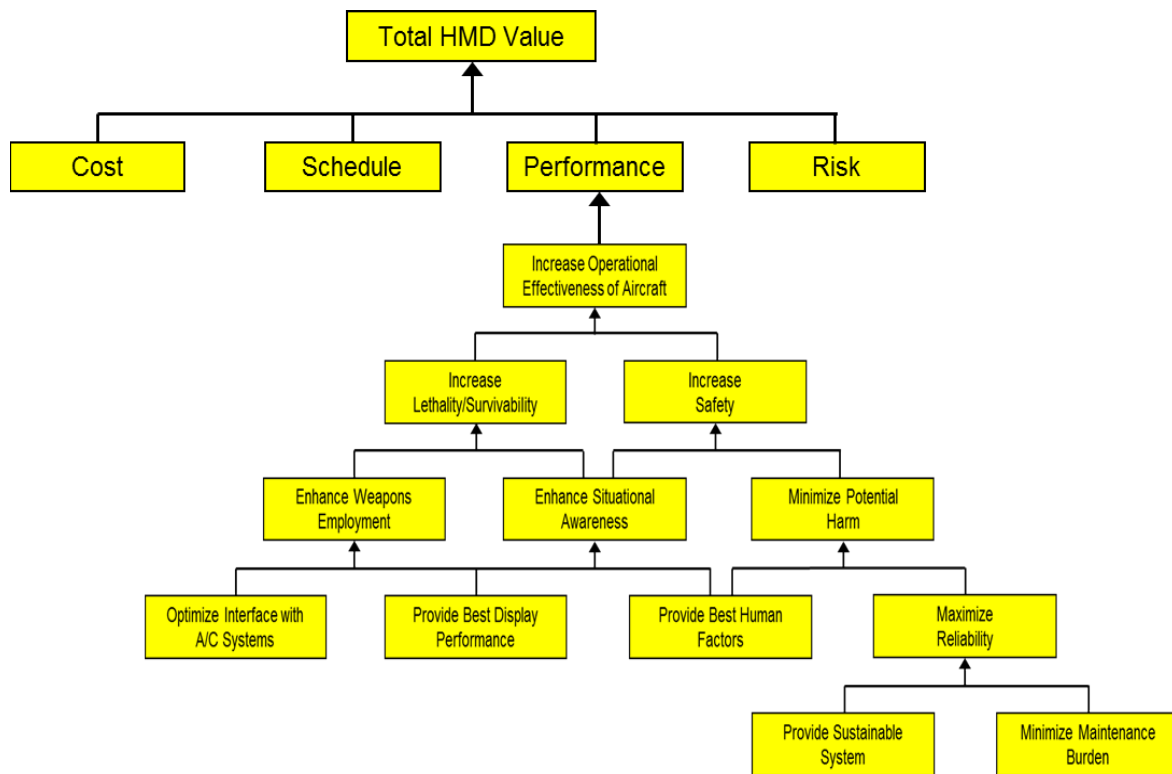 Total HMD Value
Cost
Schedule
Performance
Risk
Increase Operational
Effectiveness of Aircraft
Increase
Lethality/Survivability
Increase
Safety
Enhance Weapons
Employment
Enhance Situational
Awareness
Minimize Potential
Harm
Optimize Interface with
A/C Systems
Provide Best Display
Performance
Provide Best Human
Factors
Maximize
Reliability
Provide Sustainable
System
Minimize Maintenance
Burden